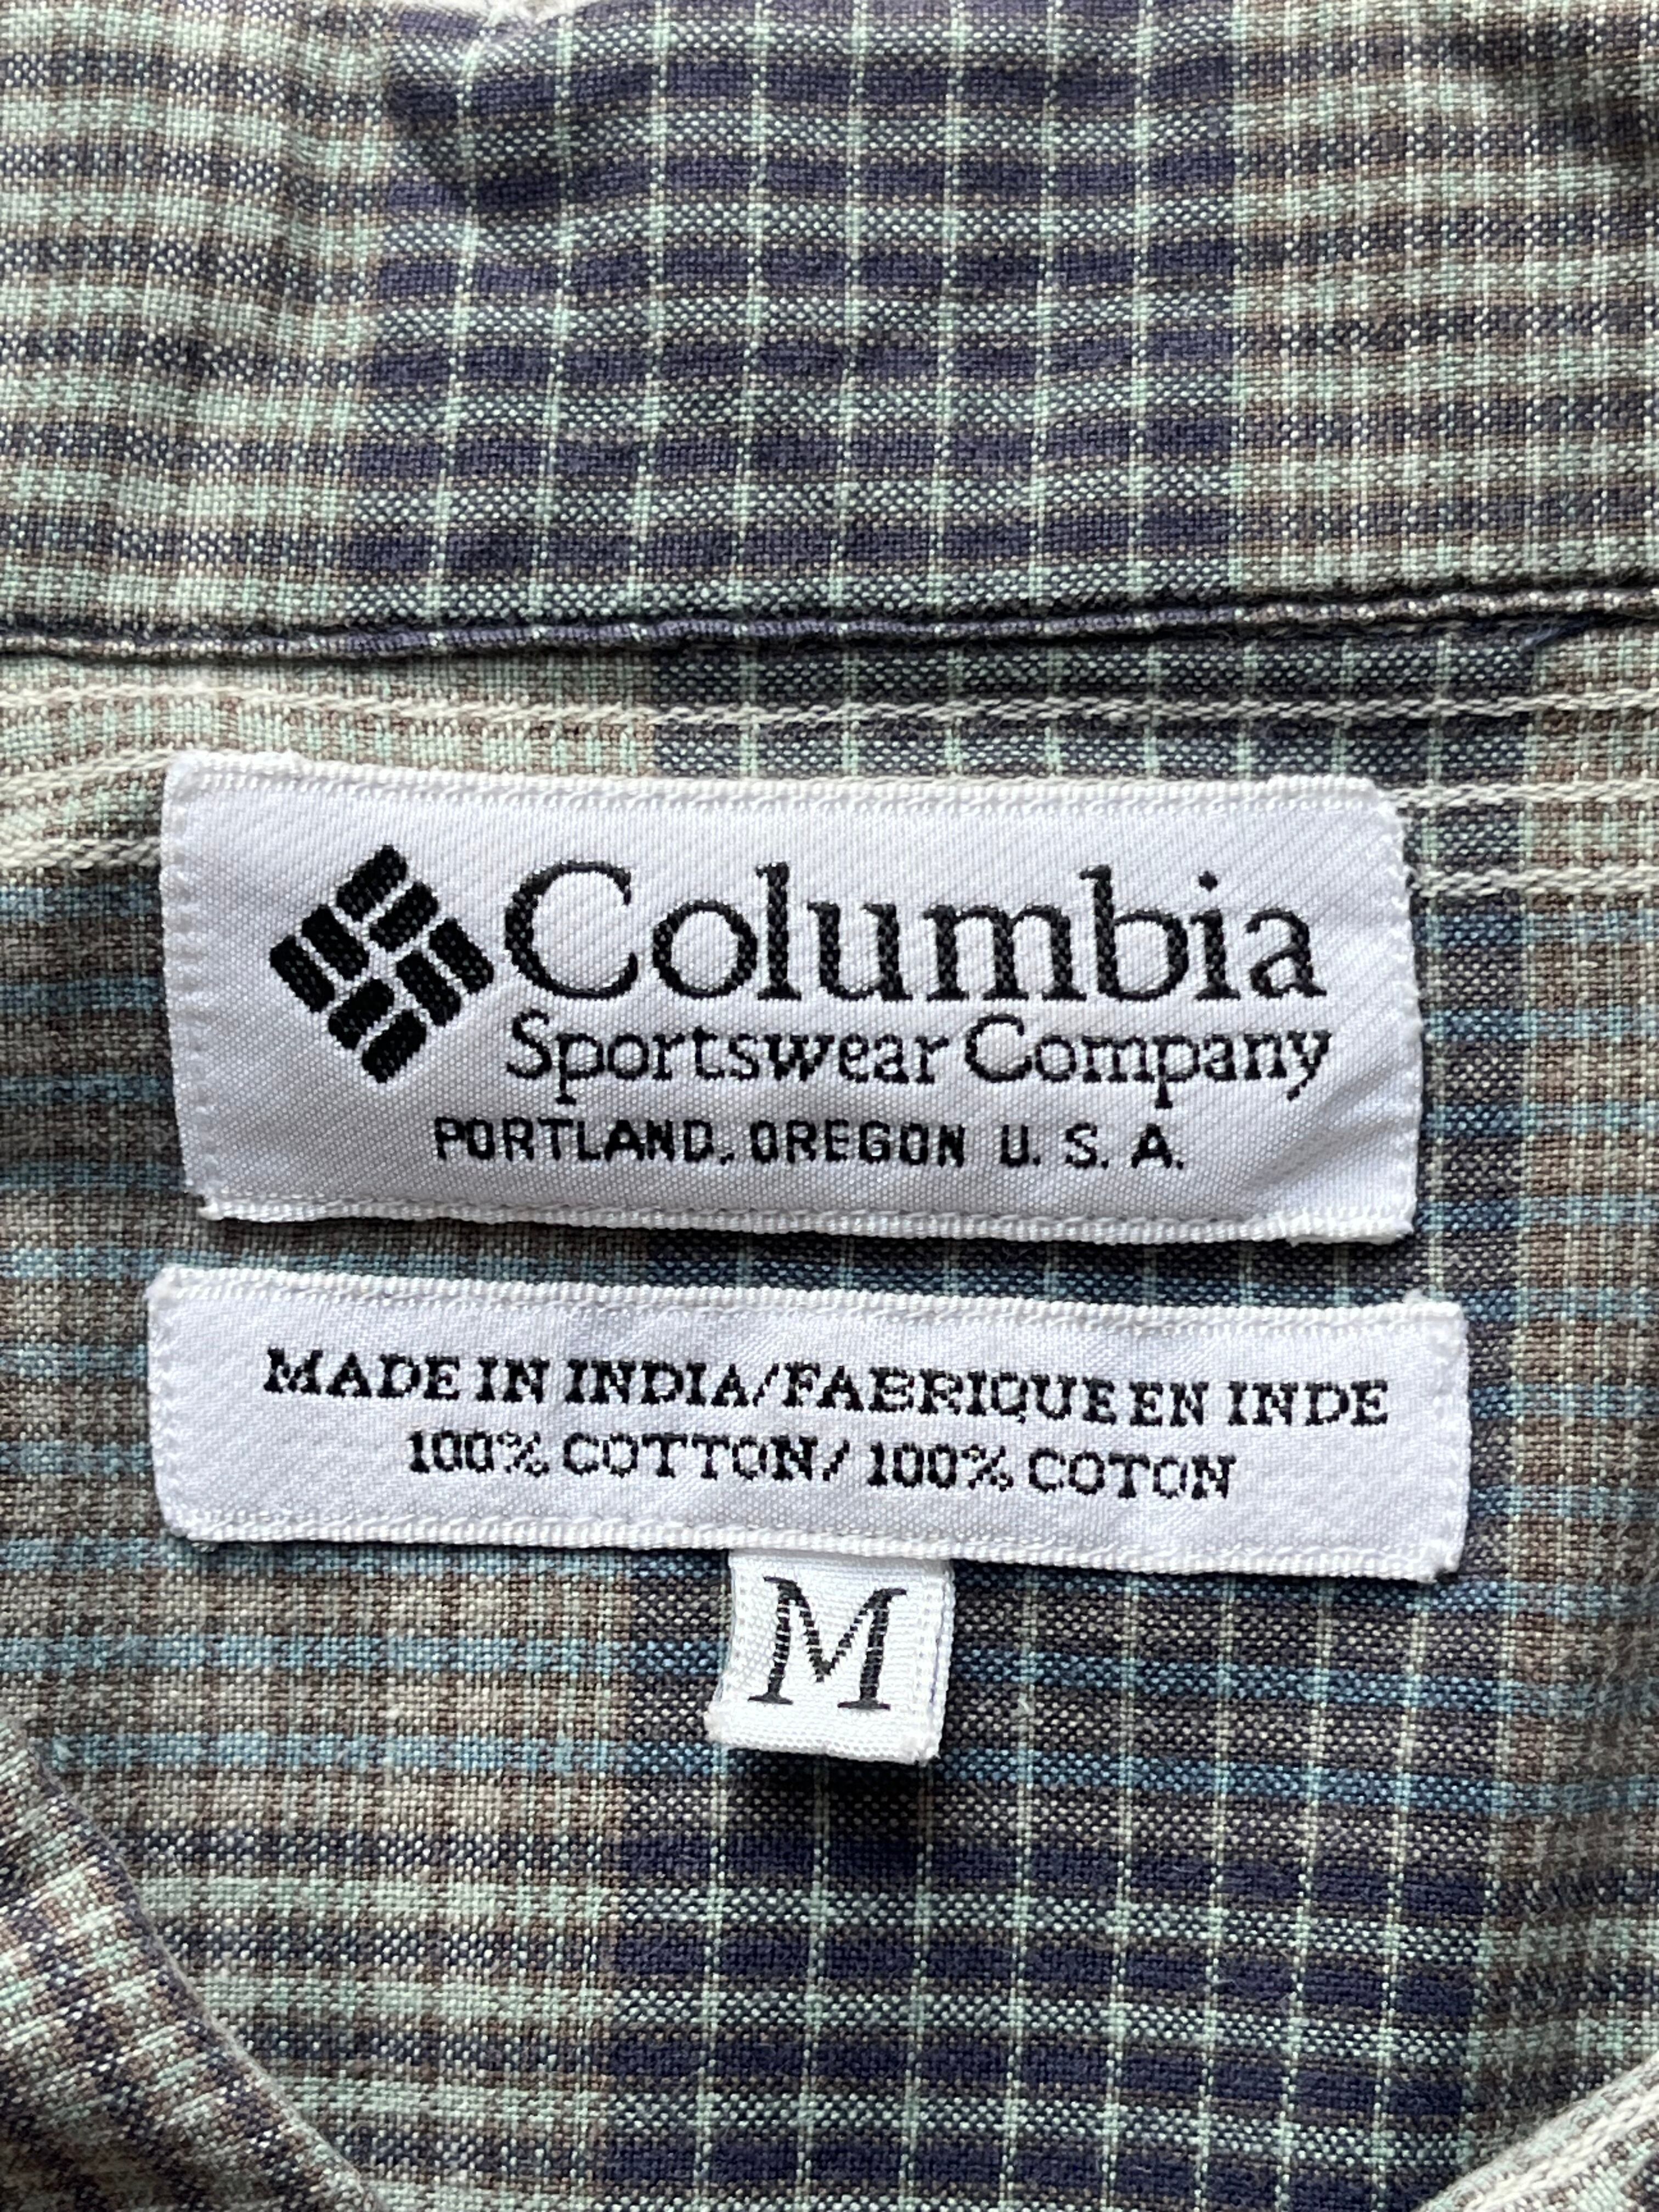 Columbia
Sportswear Company
PORTLAND, OREGON U. S. A.
MADE IN INDIA/FABRIQUE EN INDE
100% COTTON/ 100% COTON
M